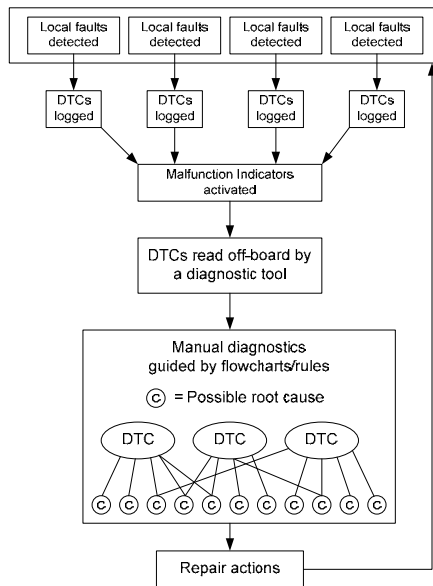 Local faults detected
Local faults detected
Local faults detected
Local faults detected
DTCs logged
DTCs logged
DTCs logged
DTCs logged
Malfunction Indicators
activated
DTCs read off-board by
a diagnostic tool
Manual diagnostics
guided by flowcharts/rules
C = Possible root cause
DTC DTC DTC
C C C C C C C C C C C
Repair actions